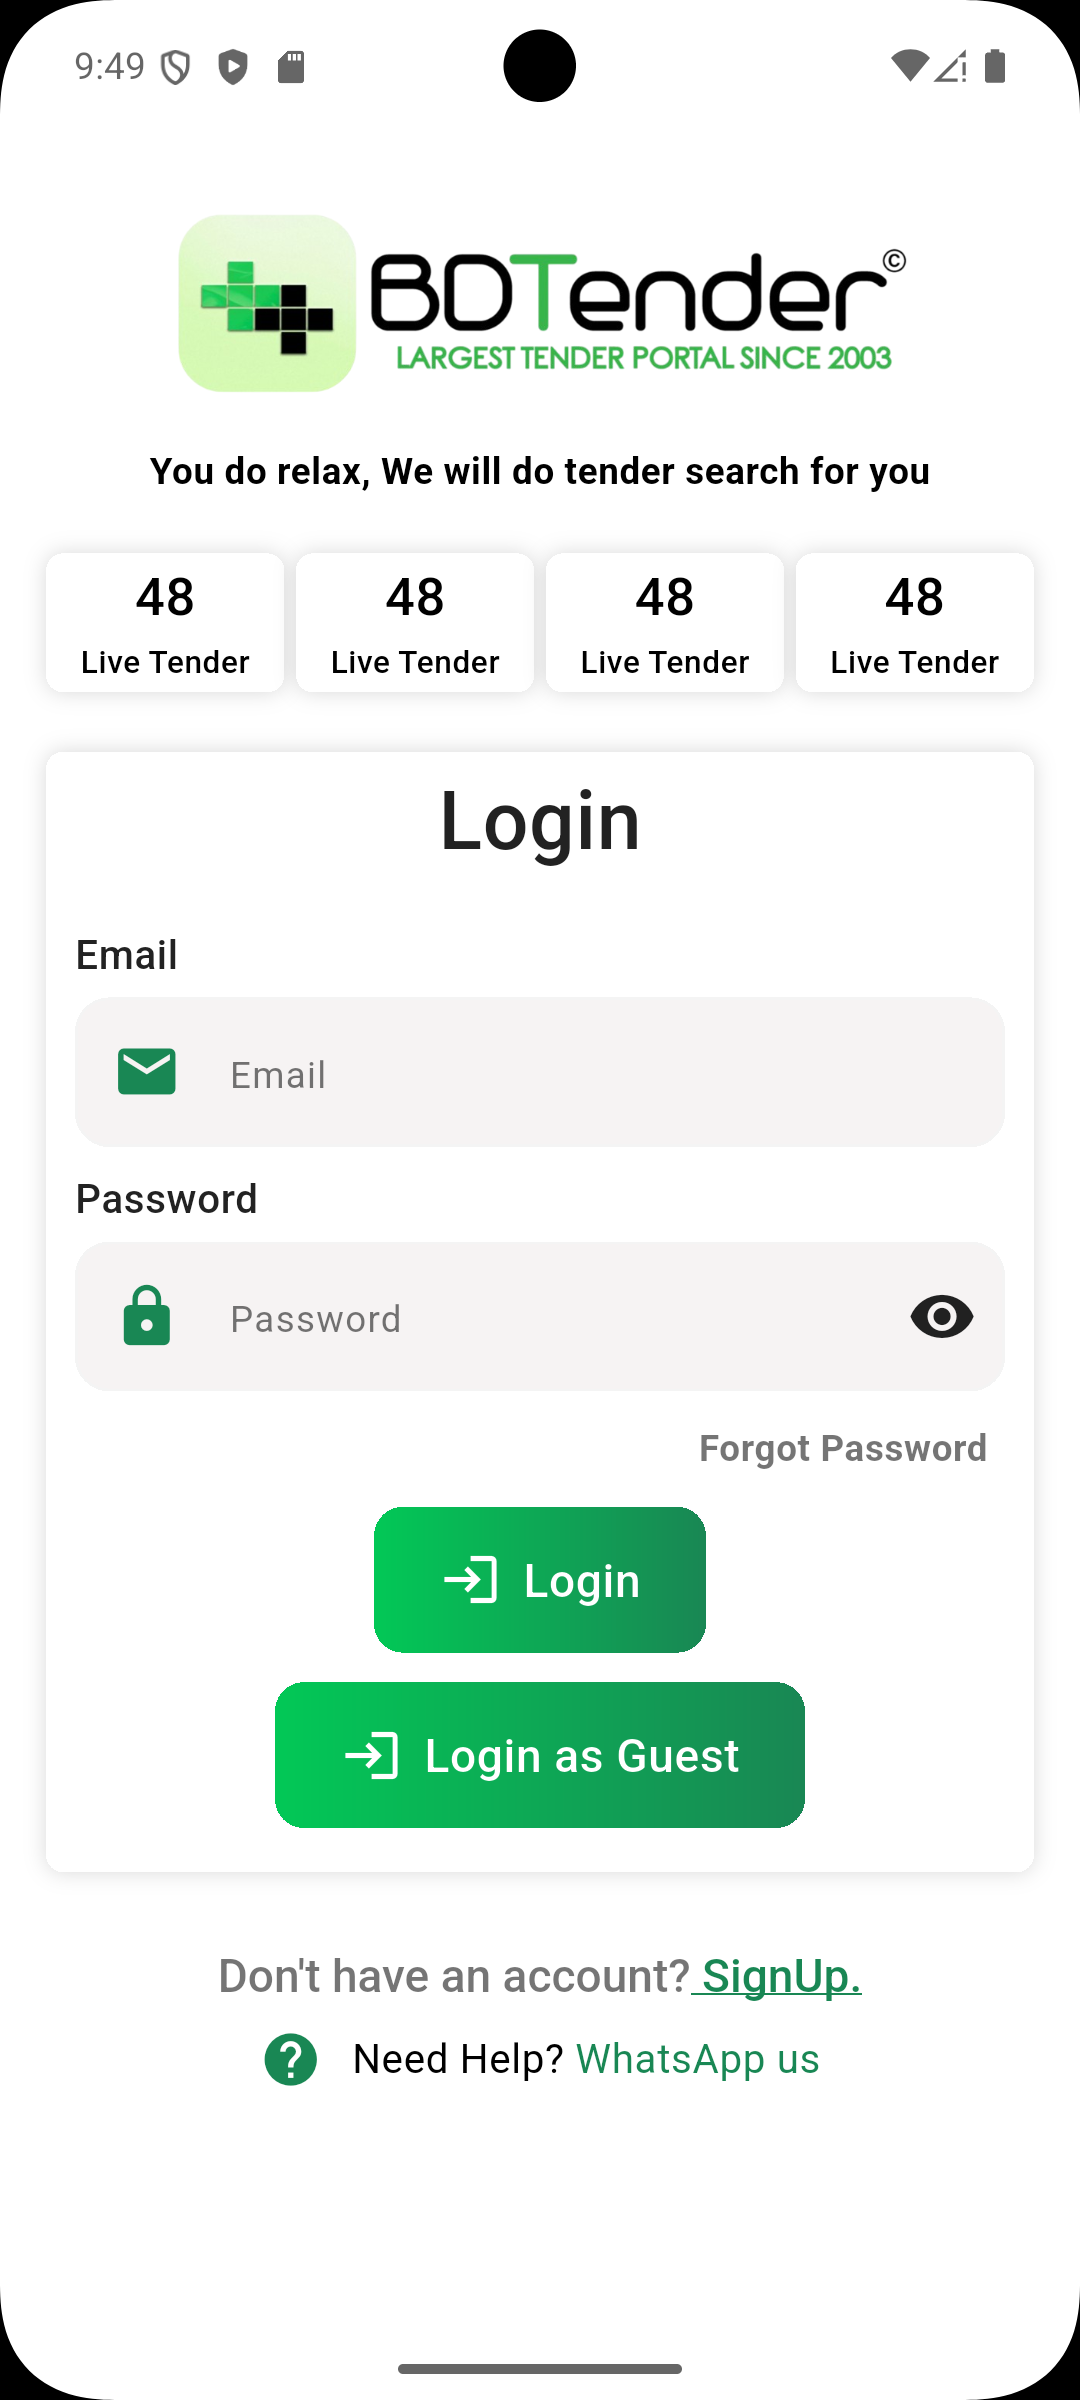 9:49
BDTender©
LARGEST TENDER PORTAL SINCE 2003
You do relax, We will do tender search for you
48 48 48 48
Live Tender Live Tender Live Tender Live Tender
Login
Email
Email
Password
Password
Forgot Password
Login
Login as Guest
Don't have an account? SignUp.
Need Help? WhatsApp us